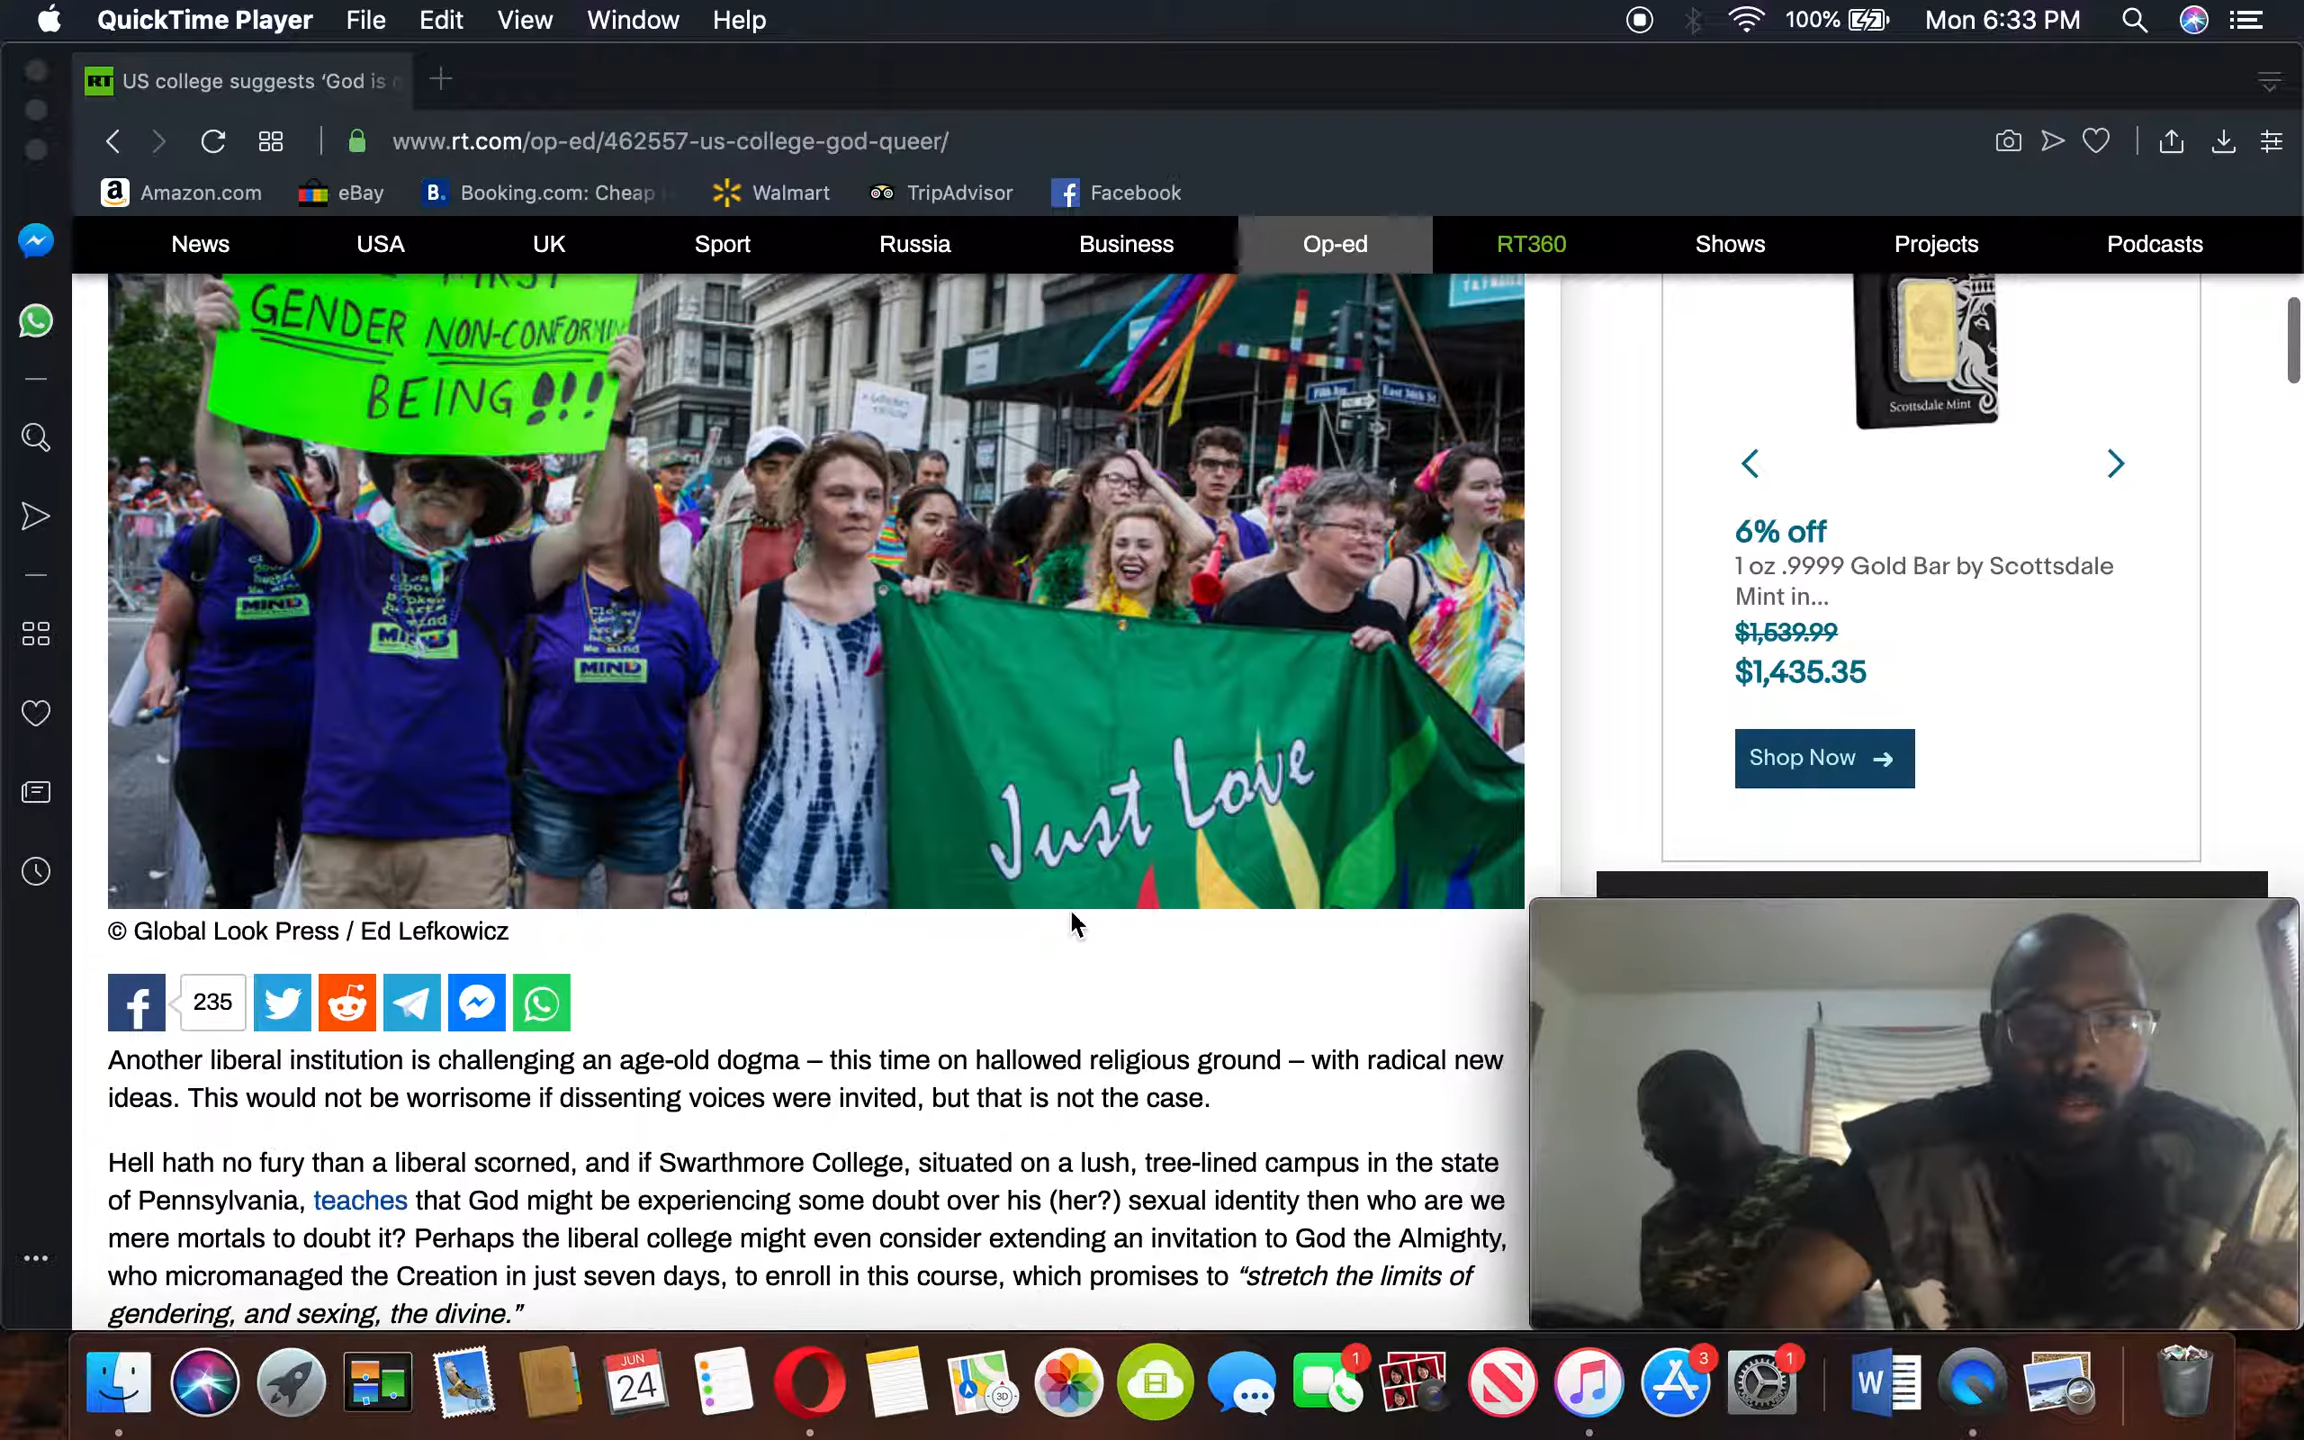 QuickTime Player File Edit View Window Help 100% Mon 6:33 PM
RT US college suggests ‘God is
www.rt.com/op-ed/462557-us-college-god-queer/
Amazon.com eBay B. Booking.com: Cheap Walmart TripAdvisor Facebook
News USA UK Sport Russia Business Op-ed RT360 Shows Projects Podcasts
GENDER NON-CONFORMIN
BEING!!!
MIND
MIND
MIND
Just Love
Scottsdale Mint
6% off
1 oz .9999 Gold Bar by Scottsdale
Mint in...
$1,539.99
$1,435.35
Shop Now
© Global Look Press / Ed Lefkowicz
235
Another liberal institution is challenging an age-old dogma – this time on hallowed religious ground – with radical new
ideas. This would not be worrisome if dissenting voices were invited, but that is not the case.
Hell hath no fury than a liberal scorned, and if Swarthmore College, situated on a lush, tree-lined campus in the state
of Pennsylvania, teaches that God might be experiencing some doubt over his (her?) sexual identity then who are we
mere mortals to doubt it? Perhaps the liberal college might even consider extending an invitation to God the Almighty,
who micromanaged the Creation in just seven days, to enroll in this course, which promises to “stretch the limits of
gendering, and sexing, the divine.”
JUN
24
3D
1
3
1
W